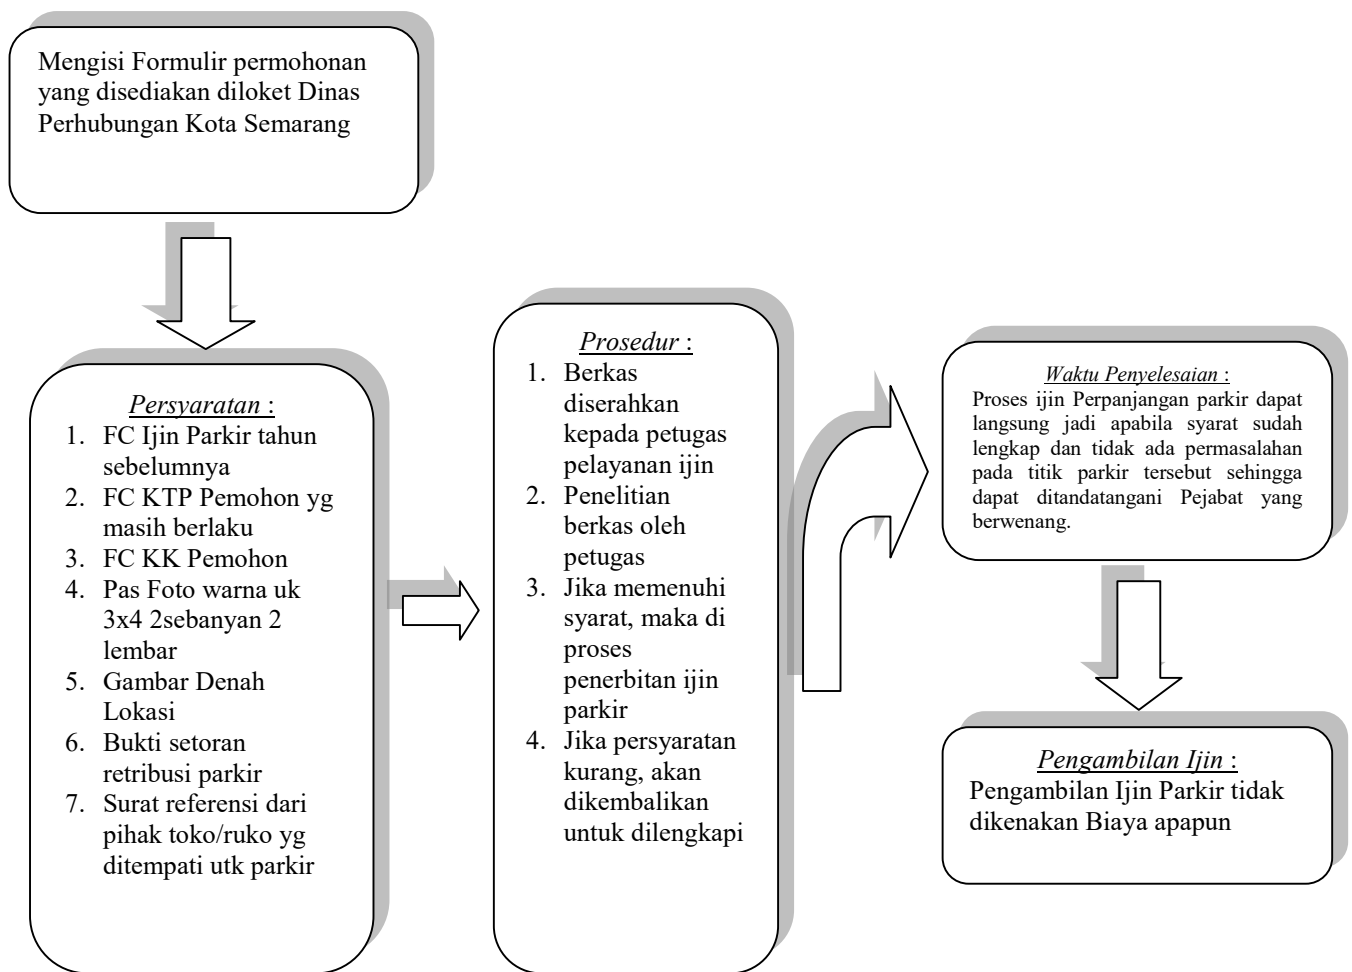 Mengisi Formulir permohonan
yang disediakan diloket Dinas
Perhubungan Kota Semarang
Persyaratan :
1. FC Ijin Parkir tahun
sebelumnya
2. FC KTP Pemohon yg
masih berlaku
3. FC KK Pemohon
4. Pas Foto warna uk
3x4 2sebanyan 2
lembar
5. Gambar Denah
Lokasi
6. Bukti setoran
retribusi parkir
7. Surat referensi dari
pihak toko/ruko yg
ditempati utk parkir
Prosedur :
1. Berkas
diserahkan
kepada petugas
pelayanan ijin
2. Penelitian
berkas oleh
petugas
3. Jika memenuhi
syarat, maka di
proses
penerbitan ijin
parkir
4. Jika persyaratan
kurang, akan
dikembalikan
untuk dilengkapi
Waktu Penyelesaian :
Proses ijin Perpanjangan parkir dapat
langsung jadi apabila syarat sudah
lengkap dan tidak ada permasalahan
pada titik parkir tersebut sehingga
dapat ditandatangani Pejabat yang
berwenang.
Pengambilan Ijin :
Pengambilan Ijin Parkir tidak
dikenakan Biaya apapun